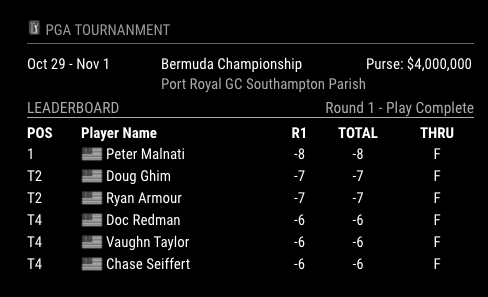 PGA TOURNANMENT
Oct 29 - Nov 1 Bermuda Championship Purse: $4,000,000
Port Royal GC Southampton Parish
LEADERBOARD Round 1 - Play Complete
POS Player Name R1 TOTAL THRU
1 Peter Malnati -8 -8 F
T2 Doug Ghim -7 -7 F
T2 Ryan Armour -7 -7 F
T4 Doc Redman -6 -6 F
T4 Vaughn Taylor -6 -6 F
T4 Chase Seiffert -6 -6 F